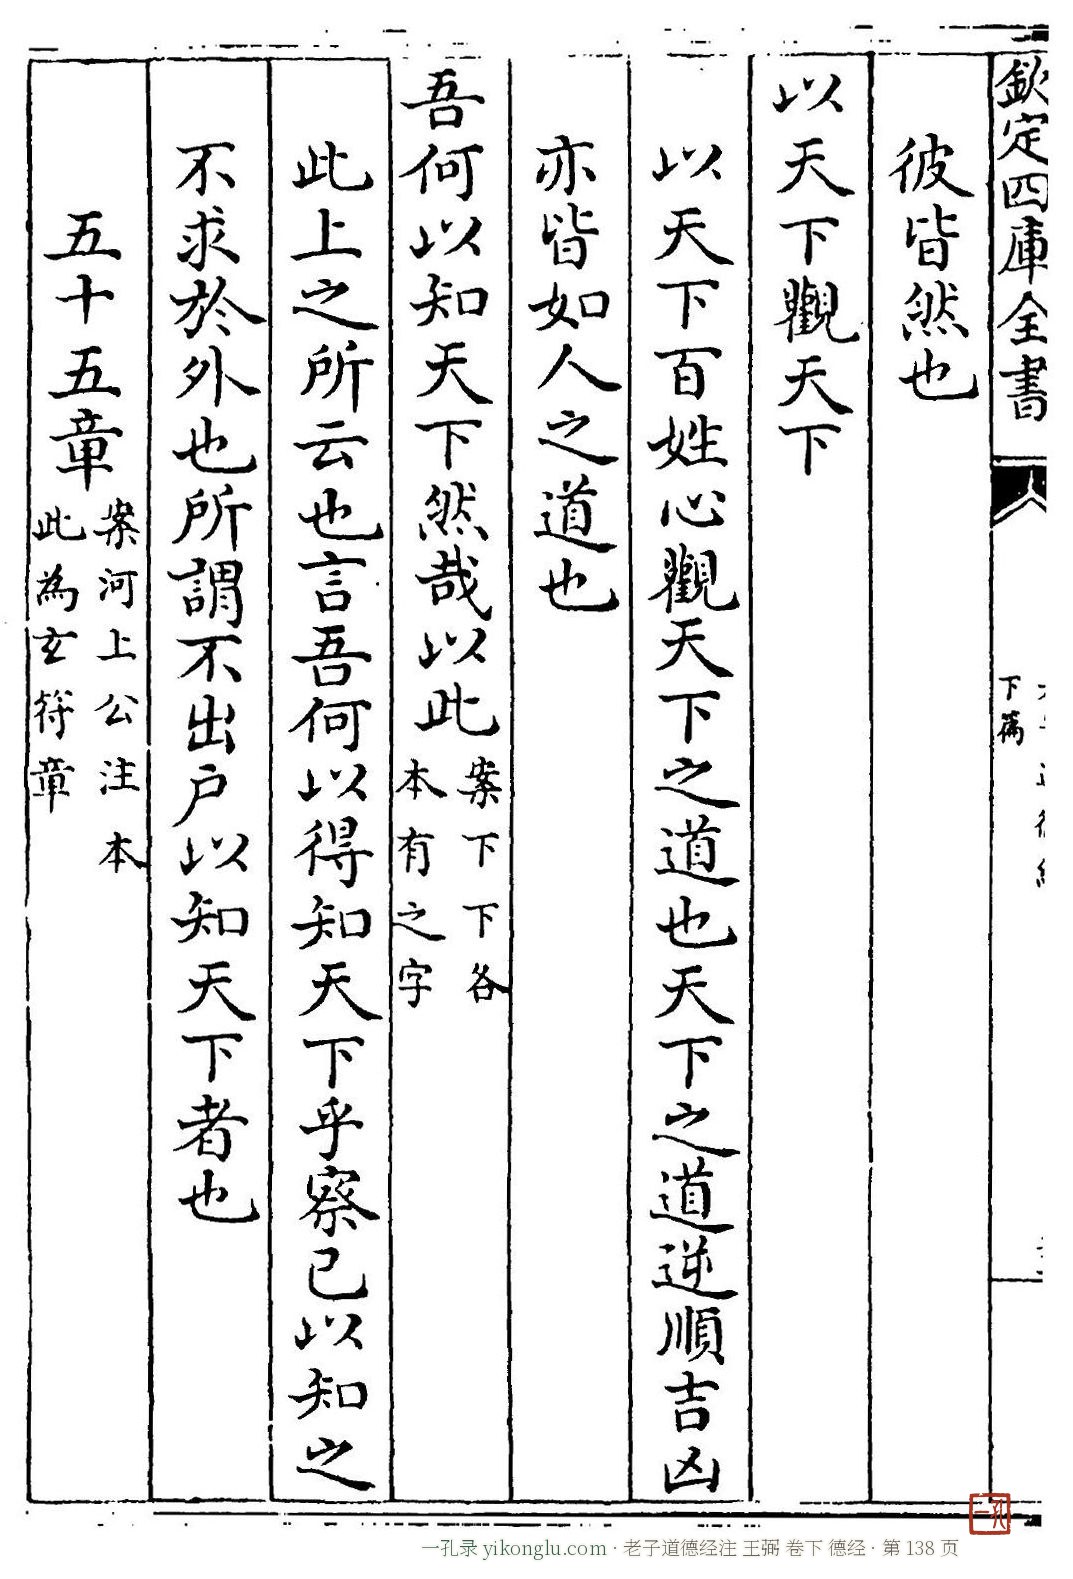 欽定四庫全書
下篇
彼皆然也
以天下觀天下
以天下百姓心觀天下之道也天下之道逆順吉凶
亦皆如人之道也
吾何以知天下然哉以此
案下下各
本有之字
此上之所云也言吾何以得知天下乎察己以知之
不求於外也所謂不出户以知天下者也
五十五章
案河上公注本
此為玄符章
一孔
一孔录 yikonglu.com · 老子道德经注 王弼 卷下 德经 · 第 138 页